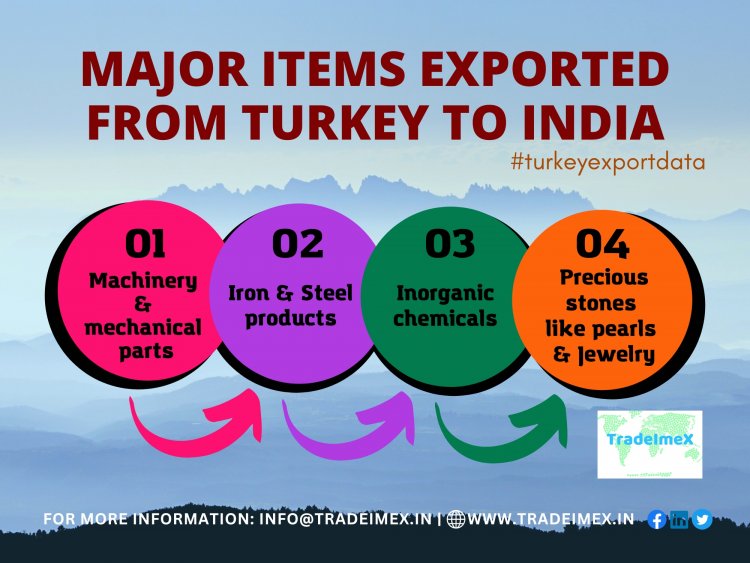 MAJOR ITEMS EXPORTED
FROM TURKEY TO INDIA
#turkeyexportdata
01
Machinery
&
mechanical
parts
02
Iron & Steel
products
03
Inorganic
chemicals
04
Precious
stones
like pearls
& Jewelry
TradeImeX
FOR MORE INFORMATION: INFO@TRADEIMEX.IN | WWW.TRADEIMEX.IN